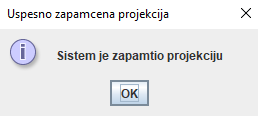 Uspesno zapamcena projekcija
Sistem je zapamtio projekciju
OK